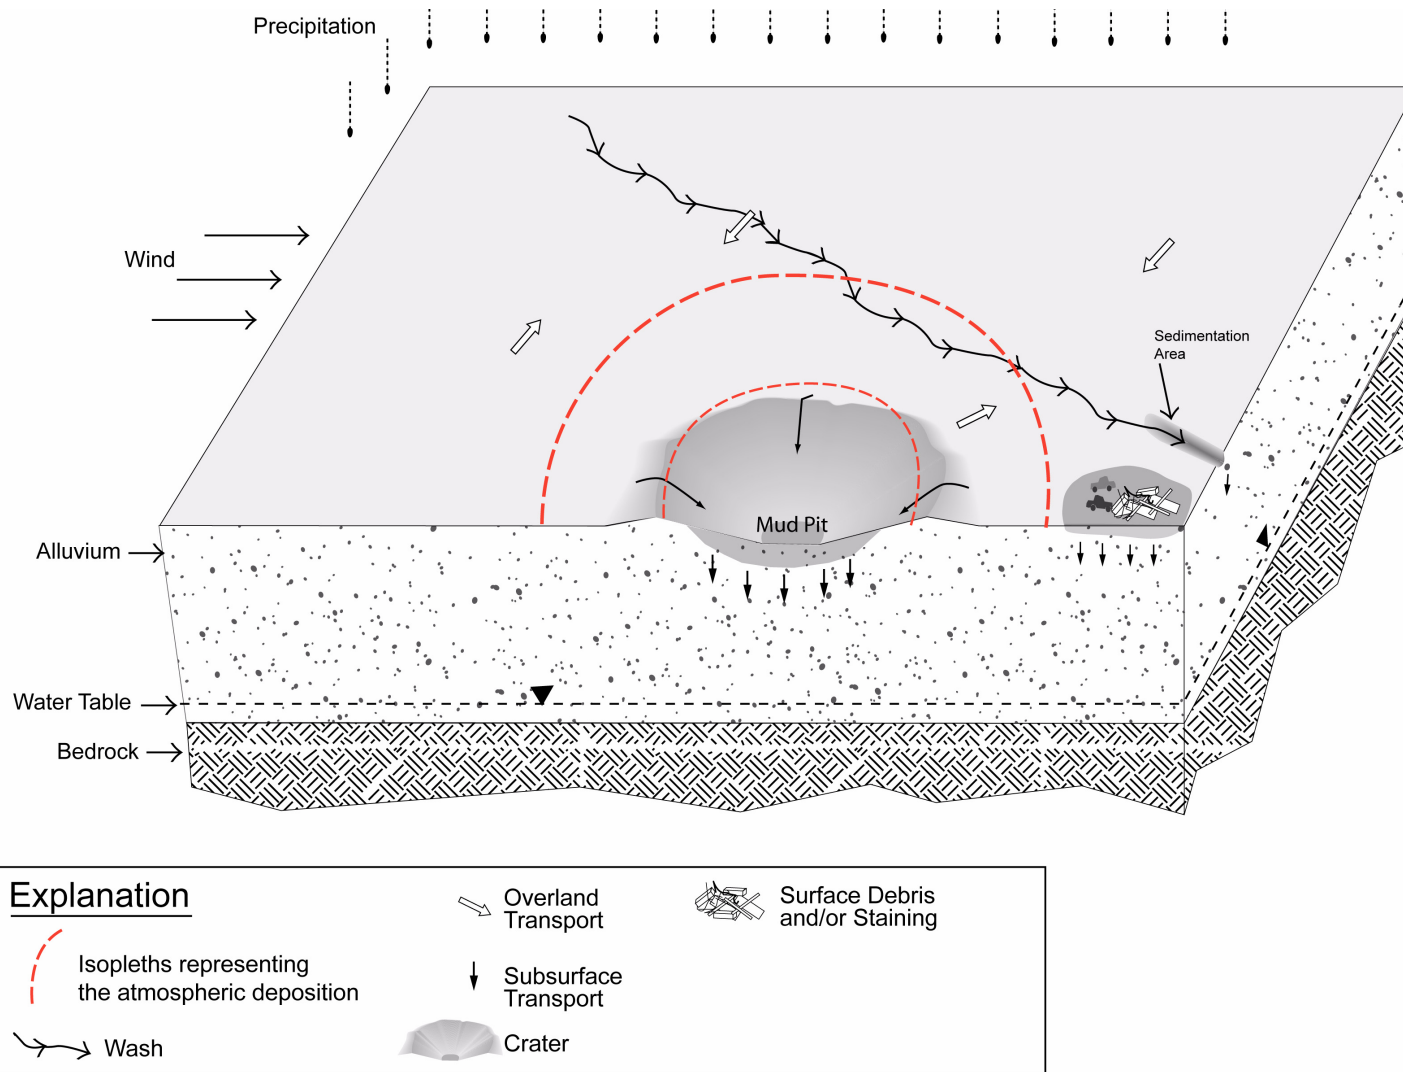 Precipitation
Wind
Sedimentation
Area
Mud Pit
Alluvium
Water Table
Bedrock
Explanation
Isopleths representing
the atmospheric deposition
Wash
Overland
Transport
Subsurface
Transport
Crater
Surface Debris
and/or Staining